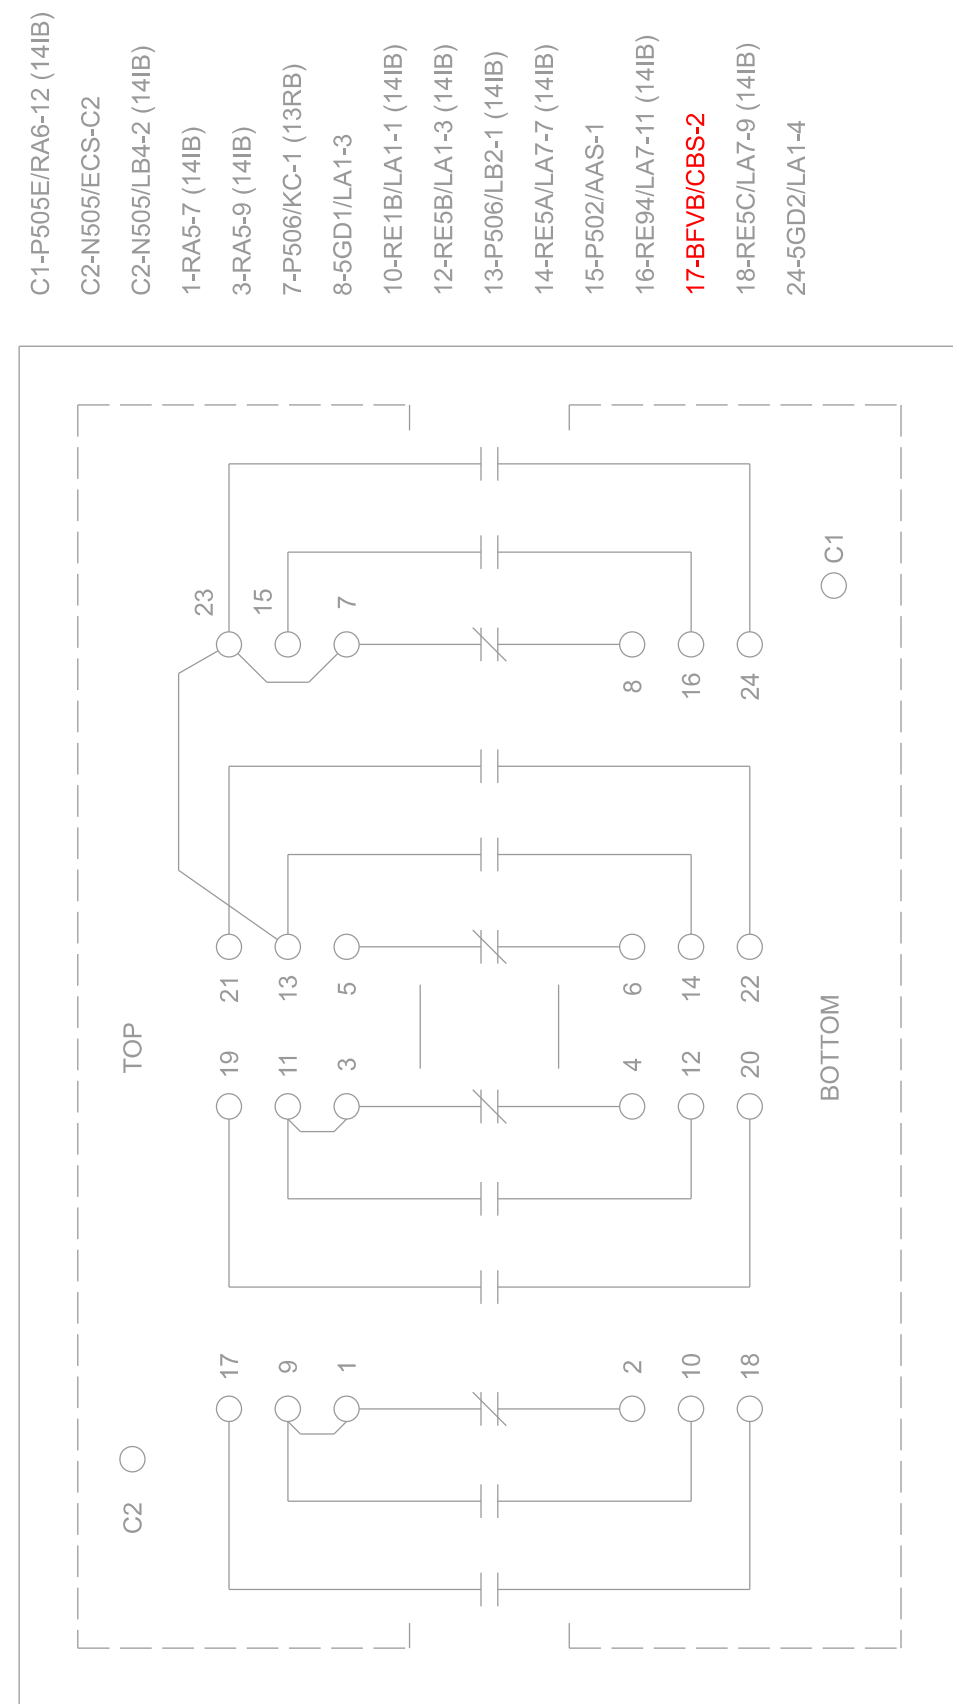 C1-P505E/RA6-12 (14IB)
C2-N505/ECS-C2
C2-N505/LB4-2 (14IB)
1-RA5-7 (14IB)
3-RA5-9 (14IB)
7-P506/KC-1 (13RB)
8-5GD1/LA1-3
10-RE1B/LA1-1 (14IB)
12-RE5B/LA1-3 (14IB)
13-P506/LB2-1 (14IB)
14-RE5A/LA7-7 (14IB)
15-P502/AAS-1
16-RE94/LA7-11 (14IB)
17-BFVB/CBS-2
18-RE5C/LA7-9 (14IB)
24-5GD2/LA1-4
TOP
C2
17
19
21
23
9
11
13
15
1
3
5
7
2
4
6
8
10
12
14
16
18
20
22
24
BOTTOM
C1